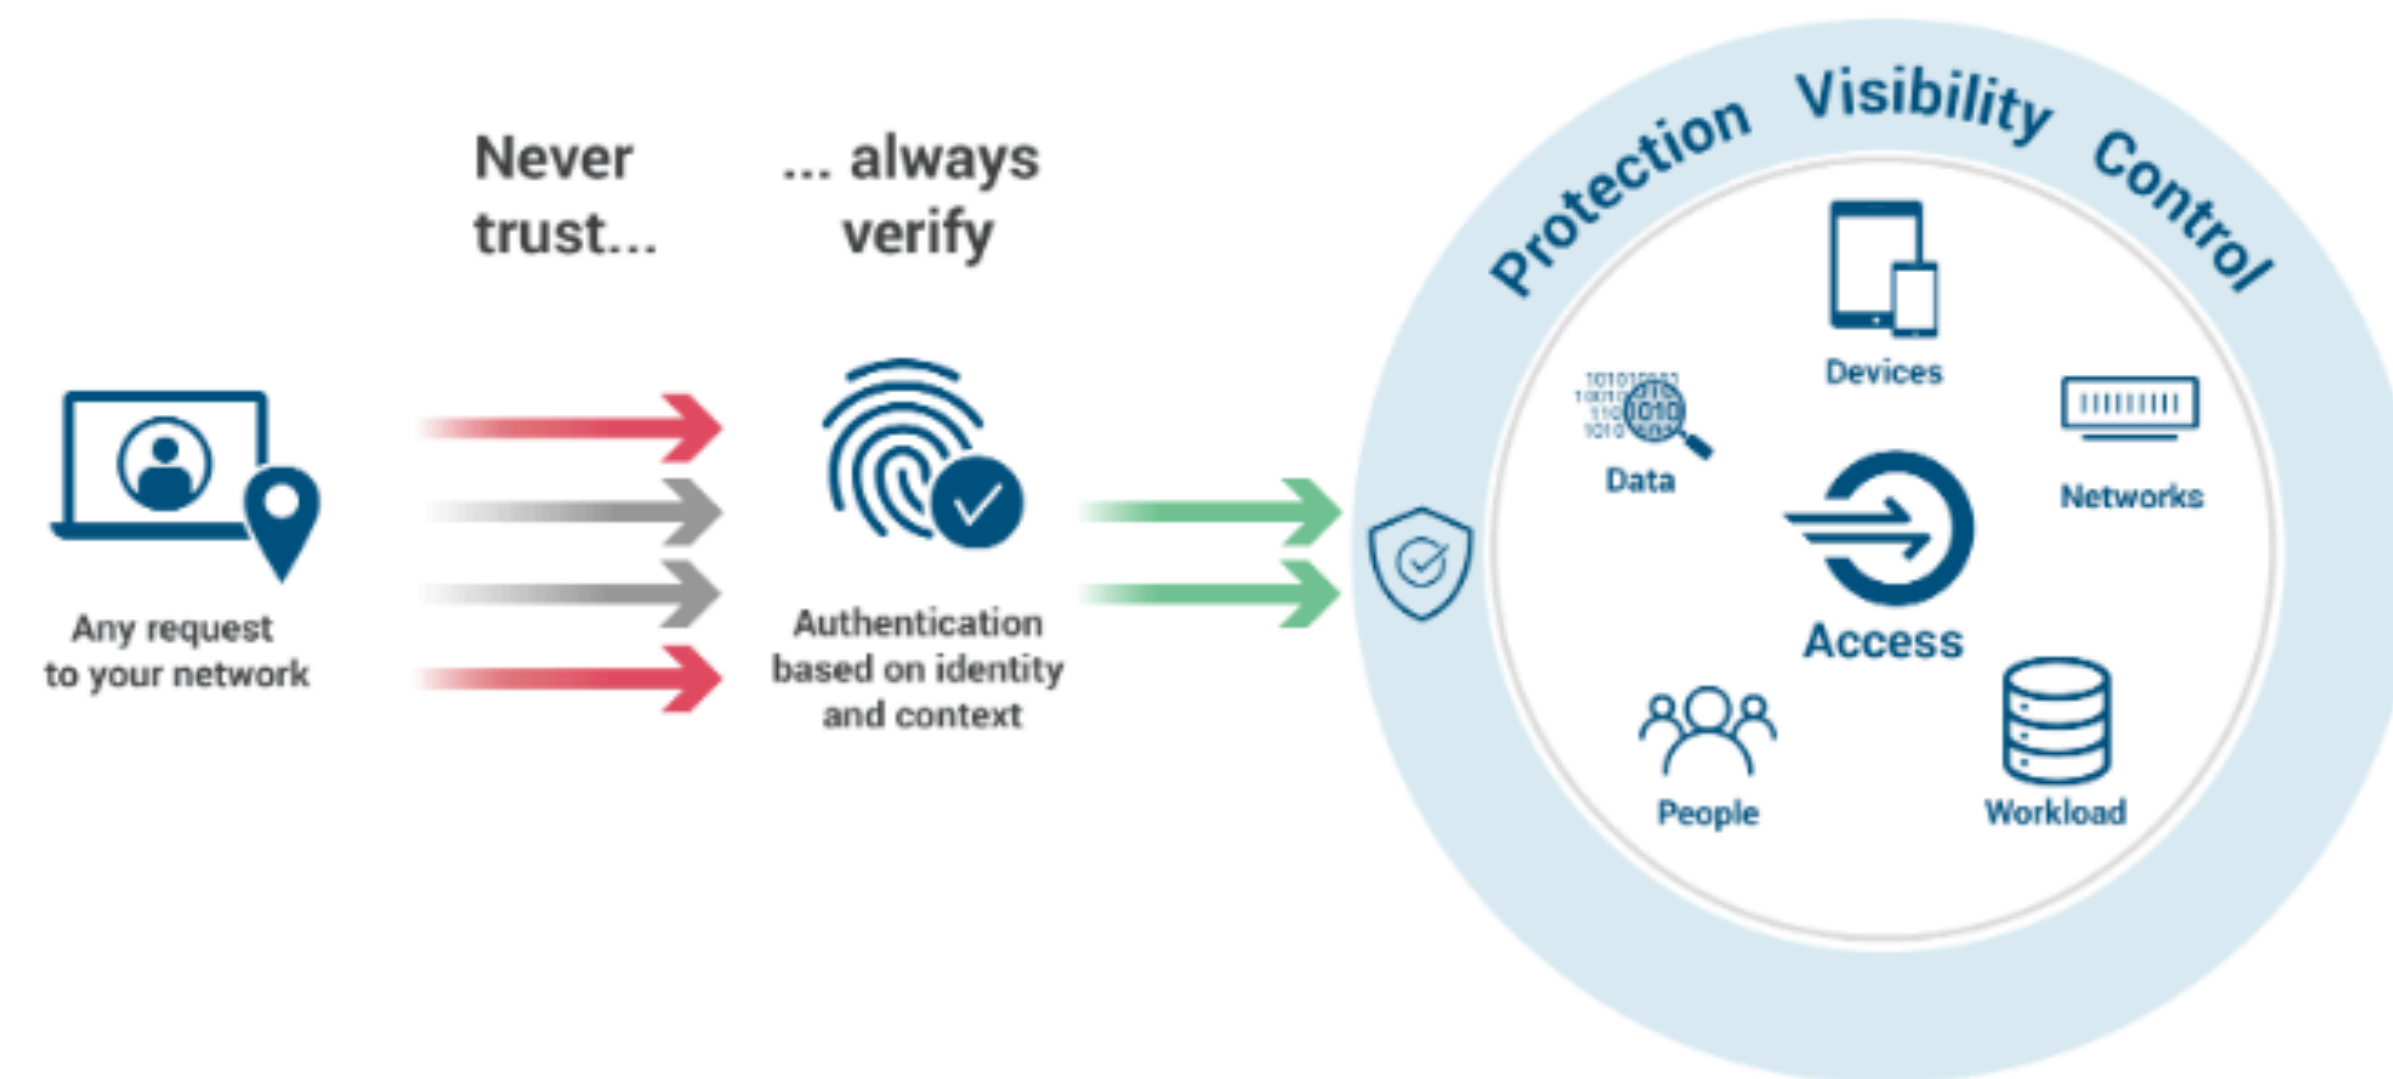 Never
trust...
... always
verify
Any request
to your network
Authentication
based on identity
and context
Protection Visibility Control
Devices
Data
Networks
Access
People
Workload